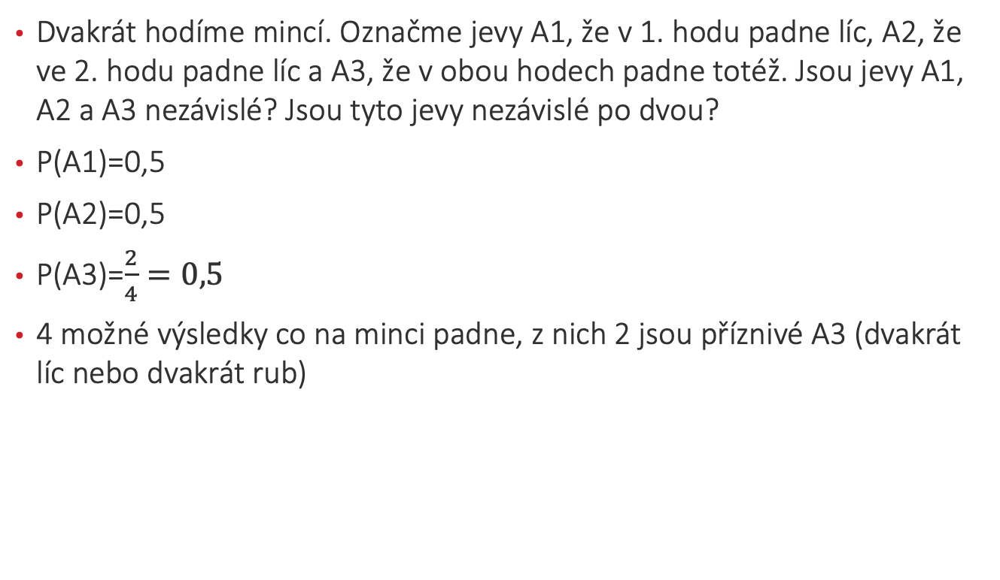 • Dvakrát hodíme mincí. Označme jevy A1, že v 1. hodu padne líc, A2, že
ve 2. hodu padne líc a A3, že v obou hodech padne totéž. Jsou jevy A1,
A2 a A3 nezávislé? Jsou tyto jevy nezávislé po dvou?
• P(A1)=0,5
• P(A2)=0,5
• P(A3)=2/4 = 0,5
• 4 možné výsledky co na minci padne, z nich 2 jsou příznivé A3 (dvakrát
líc nebo dvakrát rub)